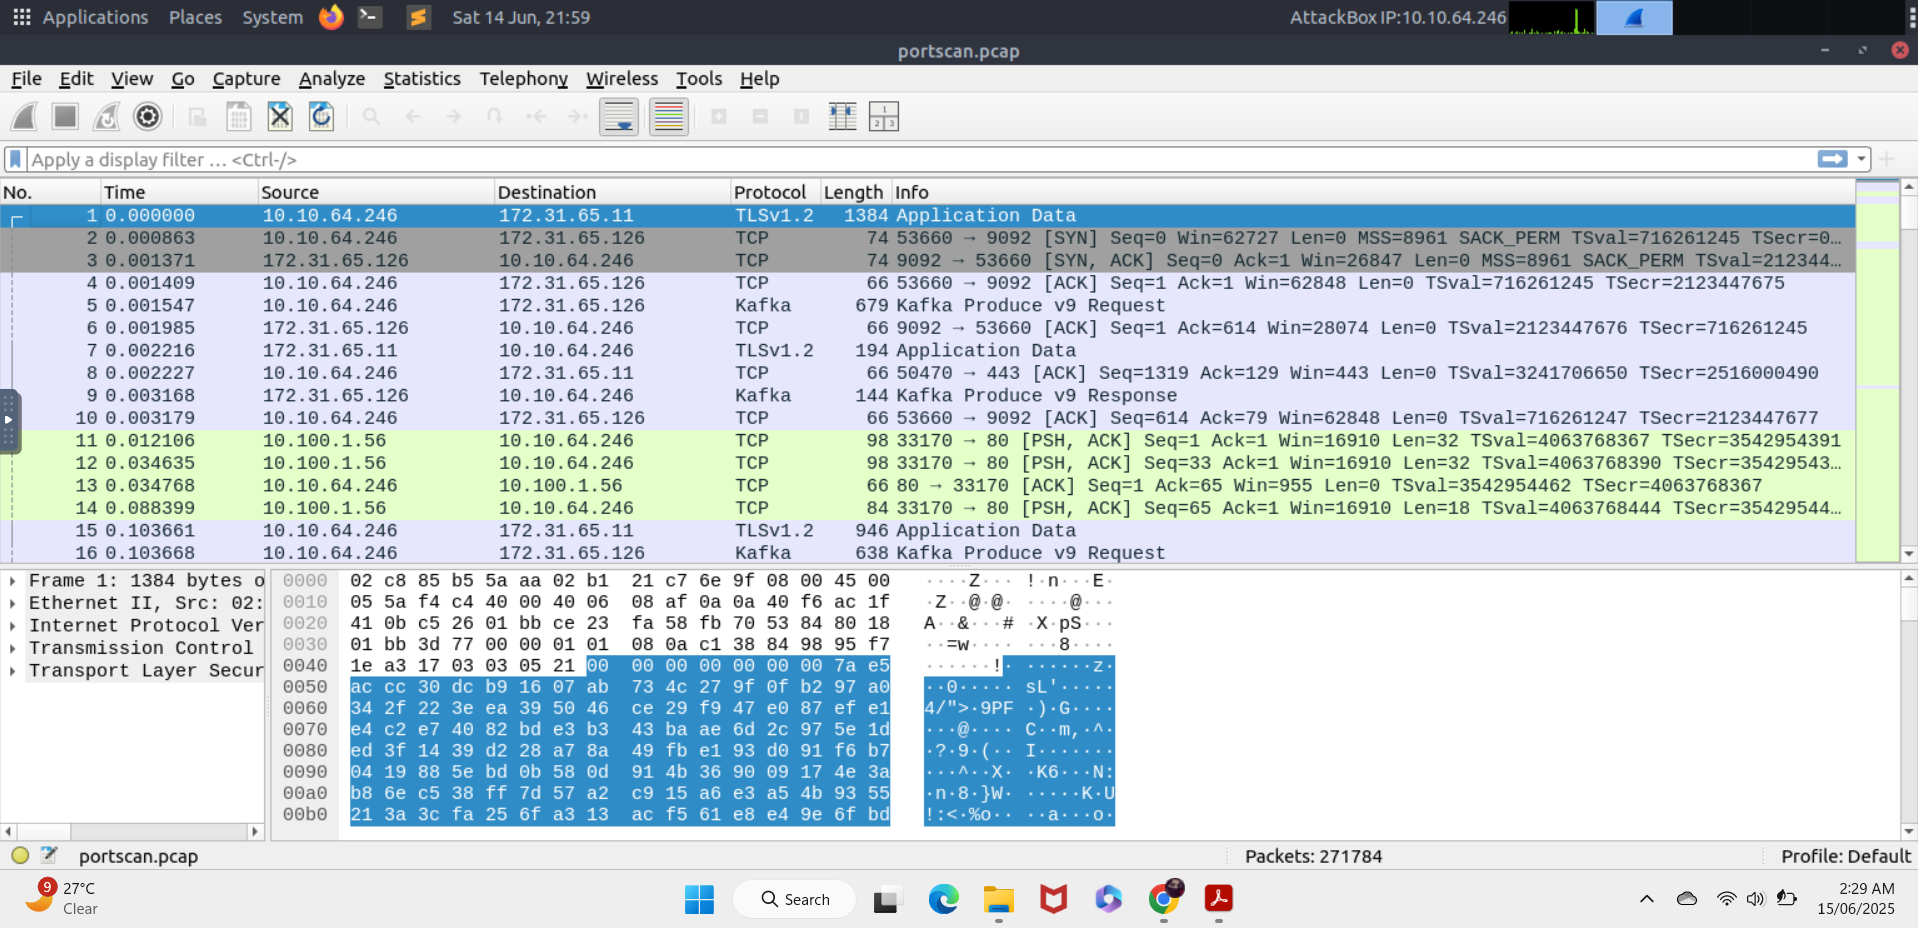 Applications Places System Sat 14 Jun, 21:59 AttackBox IP:10.10.64.246
portscan.pcap
File Edit View Go Capture Analyze Statistics Telephony Wireless Tools Help
Apply a display filter … <Ctrl-/>
No. Time Source Destination Protocol Length Info
1 0.000000 10.10.64.246 172.31.65.11 TLSv1.2 1384 Application Data
2 0.000863 10.10.64.246 172.31.65.126 TCP 74 53660 → 9092 [SYN] Seq=0 Win=62727 Len=0 MSS=8961 SACK_PERM TSval=716261245 TSecr=0…
3 0.001371 172.31.65.126 10.10.64.246 TCP 74 9092 → 53660 [SYN, ACK] Seq=0 Ack=1 Win=26847 Len=0 MSS=8961 SACK_PERM TSval=212344…
4 0.001409 10.10.64.246 172.31.65.126 TCP 66 53660 → 9092 [ACK] Seq=1 Ack=1 Win=62848 Len=0 TSval=716261245 TSecr=2123447675
5 0.001547 10.10.64.246 172.31.65.126 Kafka 679 Kafka Produce v9 Request
6 0.001985 172.31.65.126 10.10.64.246 TCP 66 9092 → 53660 [ACK] Seq=1 Ack=614 Win=28074 Len=0 TSval=2123447676 TSecr=716261245
7 0.002216 172.31.65.11 10.10.64.246 TLSv1.2 194 Application Data
8 0.002227 10.10.64.246 172.31.65.11 TCP 66 50470 → 443 [ACK] Seq=1319 Ack=129 Win=443 Len=0 TSval=3241706650 TSecr=2516000490
9 0.003168 172.31.65.126 10.10.64.246 Kafka 144 Kafka Produce v9 Response
10 0.003179 10.10.64.246 172.31.65.126 TCP 66 53660 → 9092 [ACK] Seq=614 Ack=79 Win=62848 Len=0 TSval=716261247 TSecr=2123447677
11 0.012106 10.100.1.56 10.10.64.246 TCP 98 33170 → 80 [PSH, ACK] Seq=1 Ack=1 Win=16910 Len=32 TSval=4063768367 TSecr=3542954391
12 0.034635 10.100.1.56 10.10.64.246 TCP 98 33170 → 80 [PSH, ACK] Seq=33 Ack=1 Win=16910 Len=32 TSval=4063768390 TSecr=35429543…
13 0.034768 10.10.64.246 10.100.1.56 TCP 66 80 → 33170 [ACK] Seq=1 Ack=65 Win=955 Len=0 TSval=3542954462 TSecr=4063768367
14 0.088399 10.100.1.56 10.10.64.246 TCP 84 33170 → 80 [PSH, ACK] Seq=65 Ack=1 Win=16910 Len=18 TSval=4063768444 TSecr=35429544…
15 0.103661 10.10.64.246 172.31.65.11 TLSv1.2 946 Application Data
16 0.103668 10.10.64.246 172.31.65.126 Kafka 638 Kafka Produce v9 Request
Frame 1: 1384 bytes o
Ethernet II, Src: 02:
Internet Protocol Ver
Transmission Control
Transport Layer Secur
0000 02 c8 85 b5 5a aa 02 b1 21 c7 6e 9f 08 00 45 00 ····Z··· !·n···E·
0010 05 5a f4 c4 40 00 40 06 08 af 0a 0a 40 f6 ac 1f ·Z··@·@· ····@···
0020 41 0b c5 26 01 bb ce 23 fa 58 fb 70 53 84 80 18 A··&···# ·X·pS···
0030 01 bb 3d 77 00 00 01 01 08 0a c1 38 84 98 95 f7 ··=w···· ···8····
0040 1e a3 17 03 03 05 21 00 00 00 00 00 00 00 7a e5 ······!· ······z·
0050 ac cc 30 dc b9 16 07 ab 73 4c 27 9f 0f b2 97 a0 ··0····· sL'·····
0060 34 2f 22 3e ea 39 50 46 ce 29 f9 47 e0 87 ef e1 4/">·9PF ·)·G····
0070 e4 c2 e7 40 82 bd e3 b3 43 ba ae 6d 2c 97 5e 1d ···@···· C··m,·^·
0080 ed 3f 14 39 d2 28 a7 8a 49 fb e1 93 d0 91 f6 b7 ·?·9·(·· I·······
0090 04 19 88 5e bd 0b 58 0d 91 4b 36 90 09 17 4e 3a ···^··X· ·K6···N:
00a0 b8 6e c5 38 ff 7d 57 a2 c9 15 a6 e3 a5 4b 93 55 ·n·8·}W· ·····K·U
00b0 21 3a 3c fa 25 6f a3 13 ac f5 61 e8 e4 9e 6f bd !:<·%o·· ··a···o·
portscan.pcap Packets: 271784 Profile: Default
9 27°C
Clear
Search
2:29 AM
15/06/2025